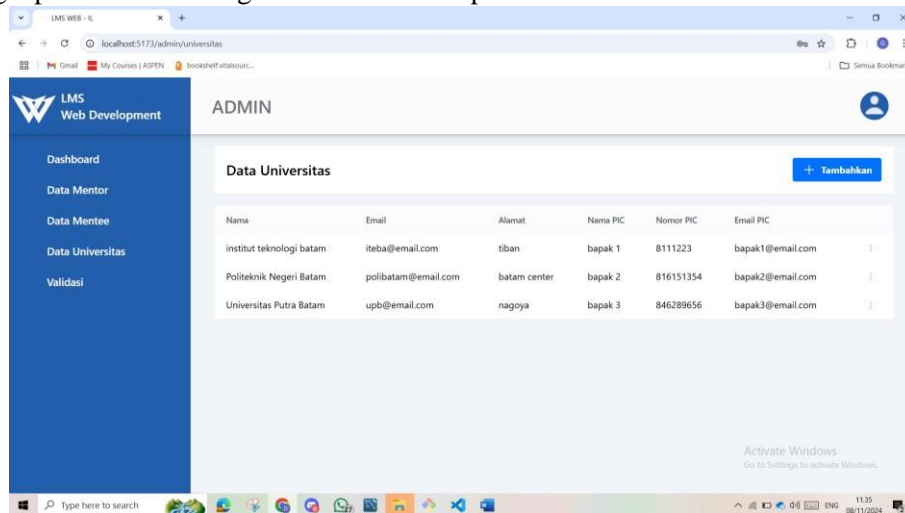 LMS WEB - IL
localhost:5173/admin/universitas
Gmail My Courses | ASPEN bookshelf.vitalsourc... Semua Bookmar
LMS
Web Development
ADMIN
Dashboard
Data Mentor
Data Mentee
Data Universitas
Validasi
Data Universitas
+ Tambahkan
Nama Email Alamat Nama PIC Nomor PIC Email PIC
institut teknologi batam iteba@email.com tiban bapak 1 8111223 bapak1@email.com
Politeknik Negeri Batam polibatam@email.com batam center bapak 2 816151354 bapak2@email.com
Universitas Putra Batam upb@email.com nagoya bapak 3 846289656 bapak3@email.com
Activate Windows
Go to Settings to activate Windows.
Type here to search
ENG
11.35
08/11/2024